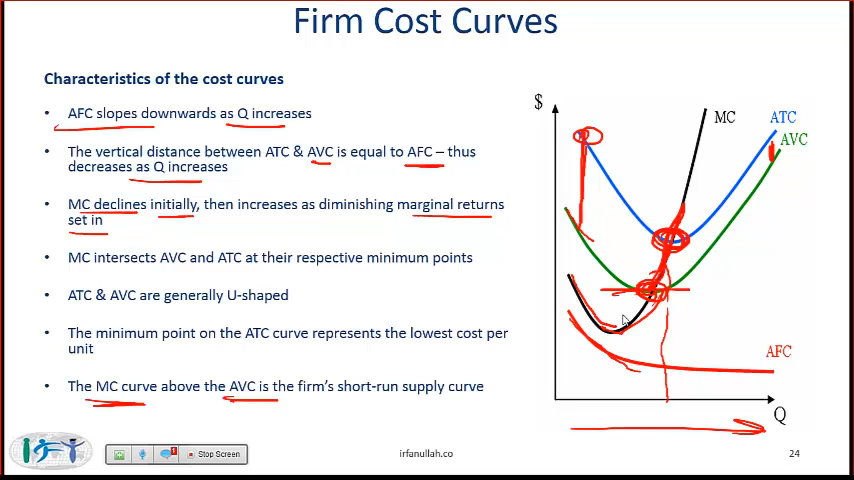 Firm Cost Curves
Characteristics of the cost curves
• AFC slopes downwards as Q increases
• The vertical distance between ATC & AVC is equal to AFC – thus
decreases as Q increases
• MC declines initially, then increases as diminishing marginal returns
set in
• MC intersects AVC and ATC at their respective minimum points
• ATC & AVC are generally U-shaped
• The minimum point on the ATC curve represents the lowest cost per
unit
• The MC curve above the AVC is the firm's short-run supply curve
$
MC
ATC
AVC
AFC
Q
IFT
Stop Screen
irfanullah.co
24